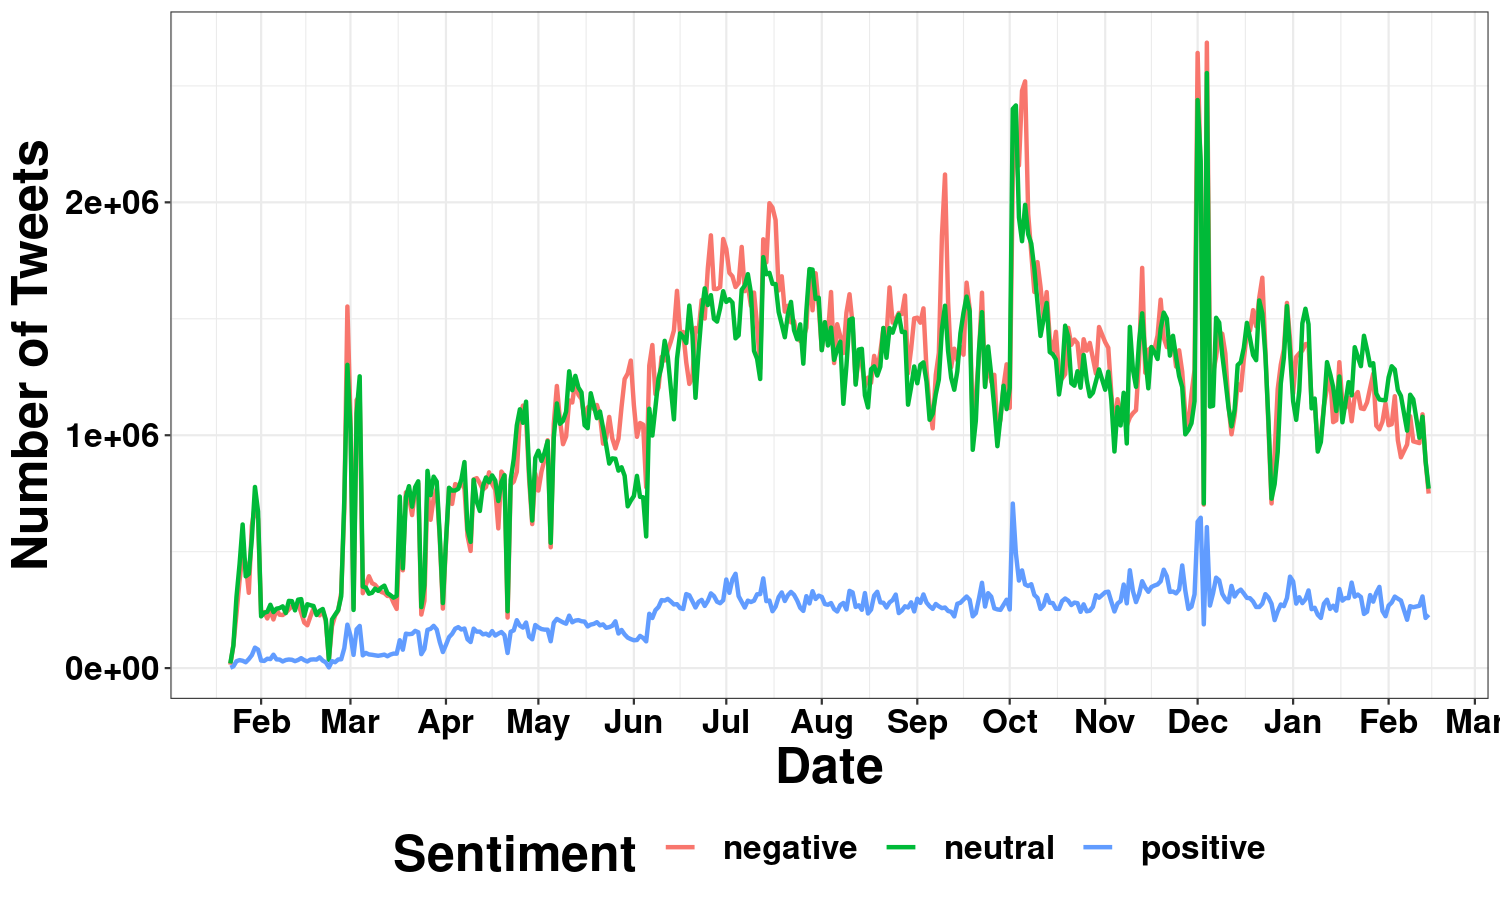 Number of Tweets
2e+06
1e+06
0e+00
Feb Mar Apr May Jun Jul Aug Sep Oct Nov Dec Jan Feb Mar
Date
Sentiment negative neutral positive